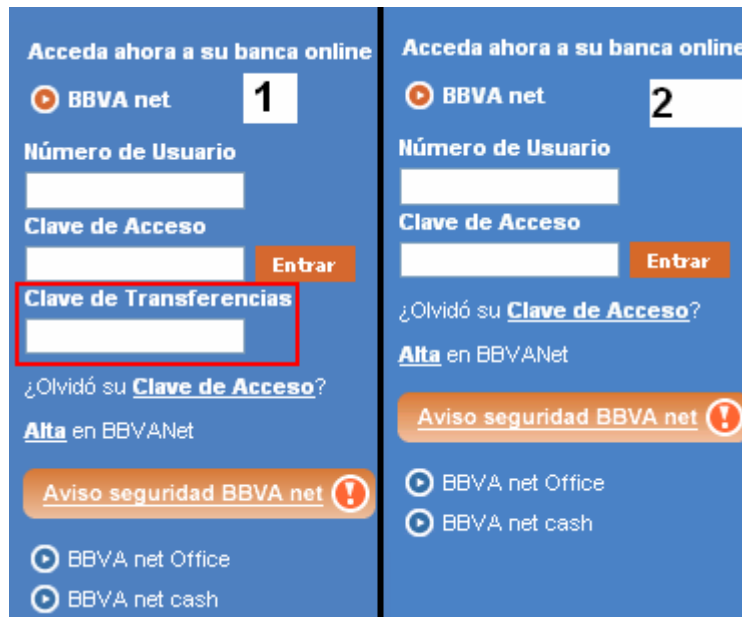 Acceda ahora a su banca online
BBVA net
1
Número de Usuario
Clave de Acceso
Entrar
Clave de Transferencias
¿Olvidó su Clave de Acceso?
Alta en BBVANet
Aviso seguridad BBVA net
BBVA net Office
BBVA net cash
Acceda ahora a su banca online
BBVA net
2
Número de Usuario
Clave de Acceso
Entrar
¿Olvidó su Clave de Acceso?
Alta en BBVANet
Aviso seguridad BBVA net
BBVA net Office
BBVA net cash